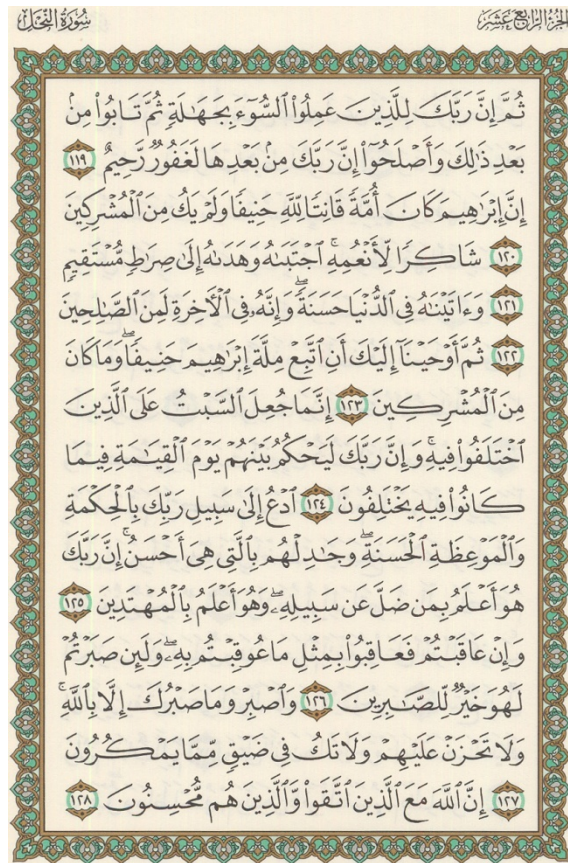 الجزء الرابع عشر
سورة النحل
ثُمَّ إِنَّ رَبَّكَ لِلَّذِينَ عَمِلُوا۟ ٱلسُّوٓءَ بِجَهَٰلَةٍ ثُمَّ تَابُوا۟ مِنۢ
بَعْدِ ذَٰلِكَ وَأَصْلَحُوٓا۟ إِنَّ رَبَّكَ مِنۢ بَعْدِهَا لَغَفُورٌ رَّحِيمٌ ١١٩
إِنَّ إِبْرَٰهِيمَ كَانَ أُمَّةً قَانِتًا لِّلَّهِ حَنِيفًا وَلَمْ يَكُ مِنَ ٱلْمُشْرِكِينَ
١٢٠ شَاكِرًا لِّأَنْعُمِهِ ۚ ٱجْتَبَىٰهُ وَهَدَىٰهُ إِلَىٰ صِرَٰطٍ مُّسْتَقِيمٍ
١٢١ وَءَاتَيْنَٰهُ فِى ٱلدُّنْيَا حَسَنَةً ۖ وَإِنَّهُۥ فِى ٱلْءَاخِرَةِ لَمِنَ ٱلصَّٰلِحِينَ
١٢٢ ثُمَّ أَوْحَيْنَآ إِلَيْكَ أَنِ ٱتَّبِعْ مِلَّةَ إِبْرَٰهِيمَ حَنِيفًا ۖ وَمَا كَانَ
مِنَ ٱلْمُشْرِكِينَ ١٢٣ إِنَّمَا جُعِلَ ٱلسَّبْتُ عَلَى ٱلَّذِينَ
ٱخْتَلَفُوا۟ فِيهِ ۚ وَإِنَّ رَبَّكَ لَيَحْكُمُ بَيْنَهُمْ يَوْمَ ٱلْقِيَٰمَةِ فِيمَا
كَانُوا۟ فِيهِ يَخْتَلِفُونَ ١٢٤ ٱدْعُ إِلَىٰ سَبِيلِ رَبِّكَ بِٱلْحِكْمَةِ
وَٱلْمَوْعِظَةِ ٱلْحَسَنَةِ ۖ وَجَٰدِلْهُم بِٱلَّتِى هِىَ أَحْسَنُ ۚ إِنَّ رَبَّكَ
هُوَ أَعْلَمُ بِمَن ضَلَّ عَن سَبِيلِهِۦ ۖ وَهُوَ أَعْلَمُ بِٱلْمُهْتَدِينَ ١٢٥
وَإِنْ عَاقَبْتُمْ فَعَاقِبُوا۟ بِمِثْلِ مَا عُوقِبْتُم بِهِۦ ۖ وَلَئِن صَبَرْتُمْ
لَهُوَ خَيْرٌ لِّلصَّٰبِرِينَ ١٢٦ وَٱصْبِرْ وَمَا صَبْرُكَ إِلَّا بِٱللَّهِ ۚ
وَلَا تَحْزَنْ عَلَيْهِمْ وَلَا تَكُ فِى ضَيْقٍ مِّمَّا يَمْكُرُونَ
١٢٧ إِنَّ ٱللَّهَ مَعَ ٱلَّذِينَ ٱتَّقَوا۟ وَّٱلَّذِينَ هُم مُّحْسِنُونَ ١٢٨